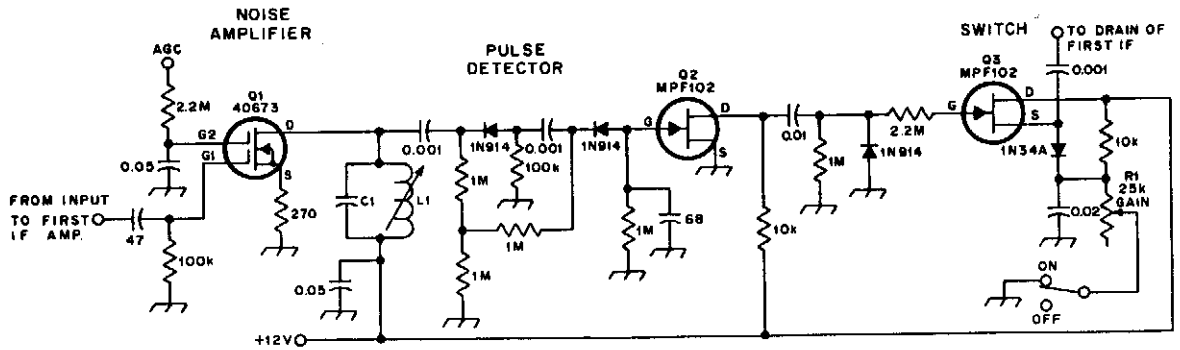 NOISE
AMPLIFIER
AGC
2.2M
Q1
40673
G2
G1
D
S
0.05
FROM INPUT
TO FIRST
IF AMP.
47
100k
270
C1
L1
0.05
+12V
PULSE
DETECTOR
0.001
1N914
0.001
1N914
1M
100k
1M
1M
1M
68
Q2
MPF102
G
D
S
10k
0.01
1M
1N914
2.2M
SWITCH
Q3
MPF102
G
D
S
TO DRAIN OF
FIRST IF
0.001
1N34A
10k
R1
25k
GAIN
0.02
ON
OFF